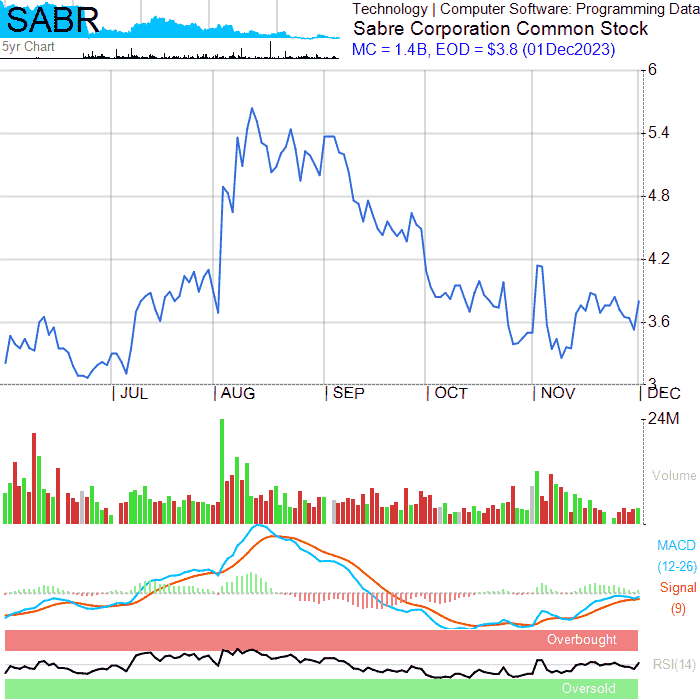 SABR
5yr Chart
Technology | Computer Software: Programming Data
Sabre Corporation Common Stock
MC = 1.4B, EOD = $3.8 (01Dec2023)
6
5.4
4.8
4.2
3.6
3
JUL
AUG
SEP
OCT
NOV
DEC
24M
Volume
MACD
(12-26)
Signal
(9)
Overbought
RSI(14)
Oversold